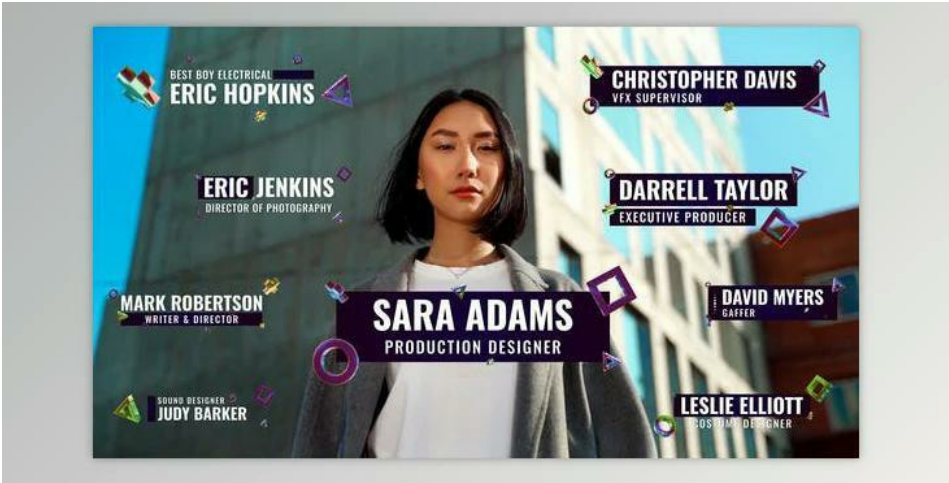 BEST BOY ELECTRICAL
ERIC HOPKINS
CHRISTOPHER DAVIS
VFX SUPERVISOR
ERIC JENKINS
DIRECTOR OF PHOTOGRAPHY
DARRELL TAYLOR
EXECUTIVE PRODUCER
MARK ROBERTSON
WRITER & DIRECTOR
SARA ADAMS
PRODUCTION DESIGNER
DAVID MYERS
GAFFER
SOUND DESIGNER
JUDY BARKER
LESLIE ELLIOTT
COSTUME DESIGNER